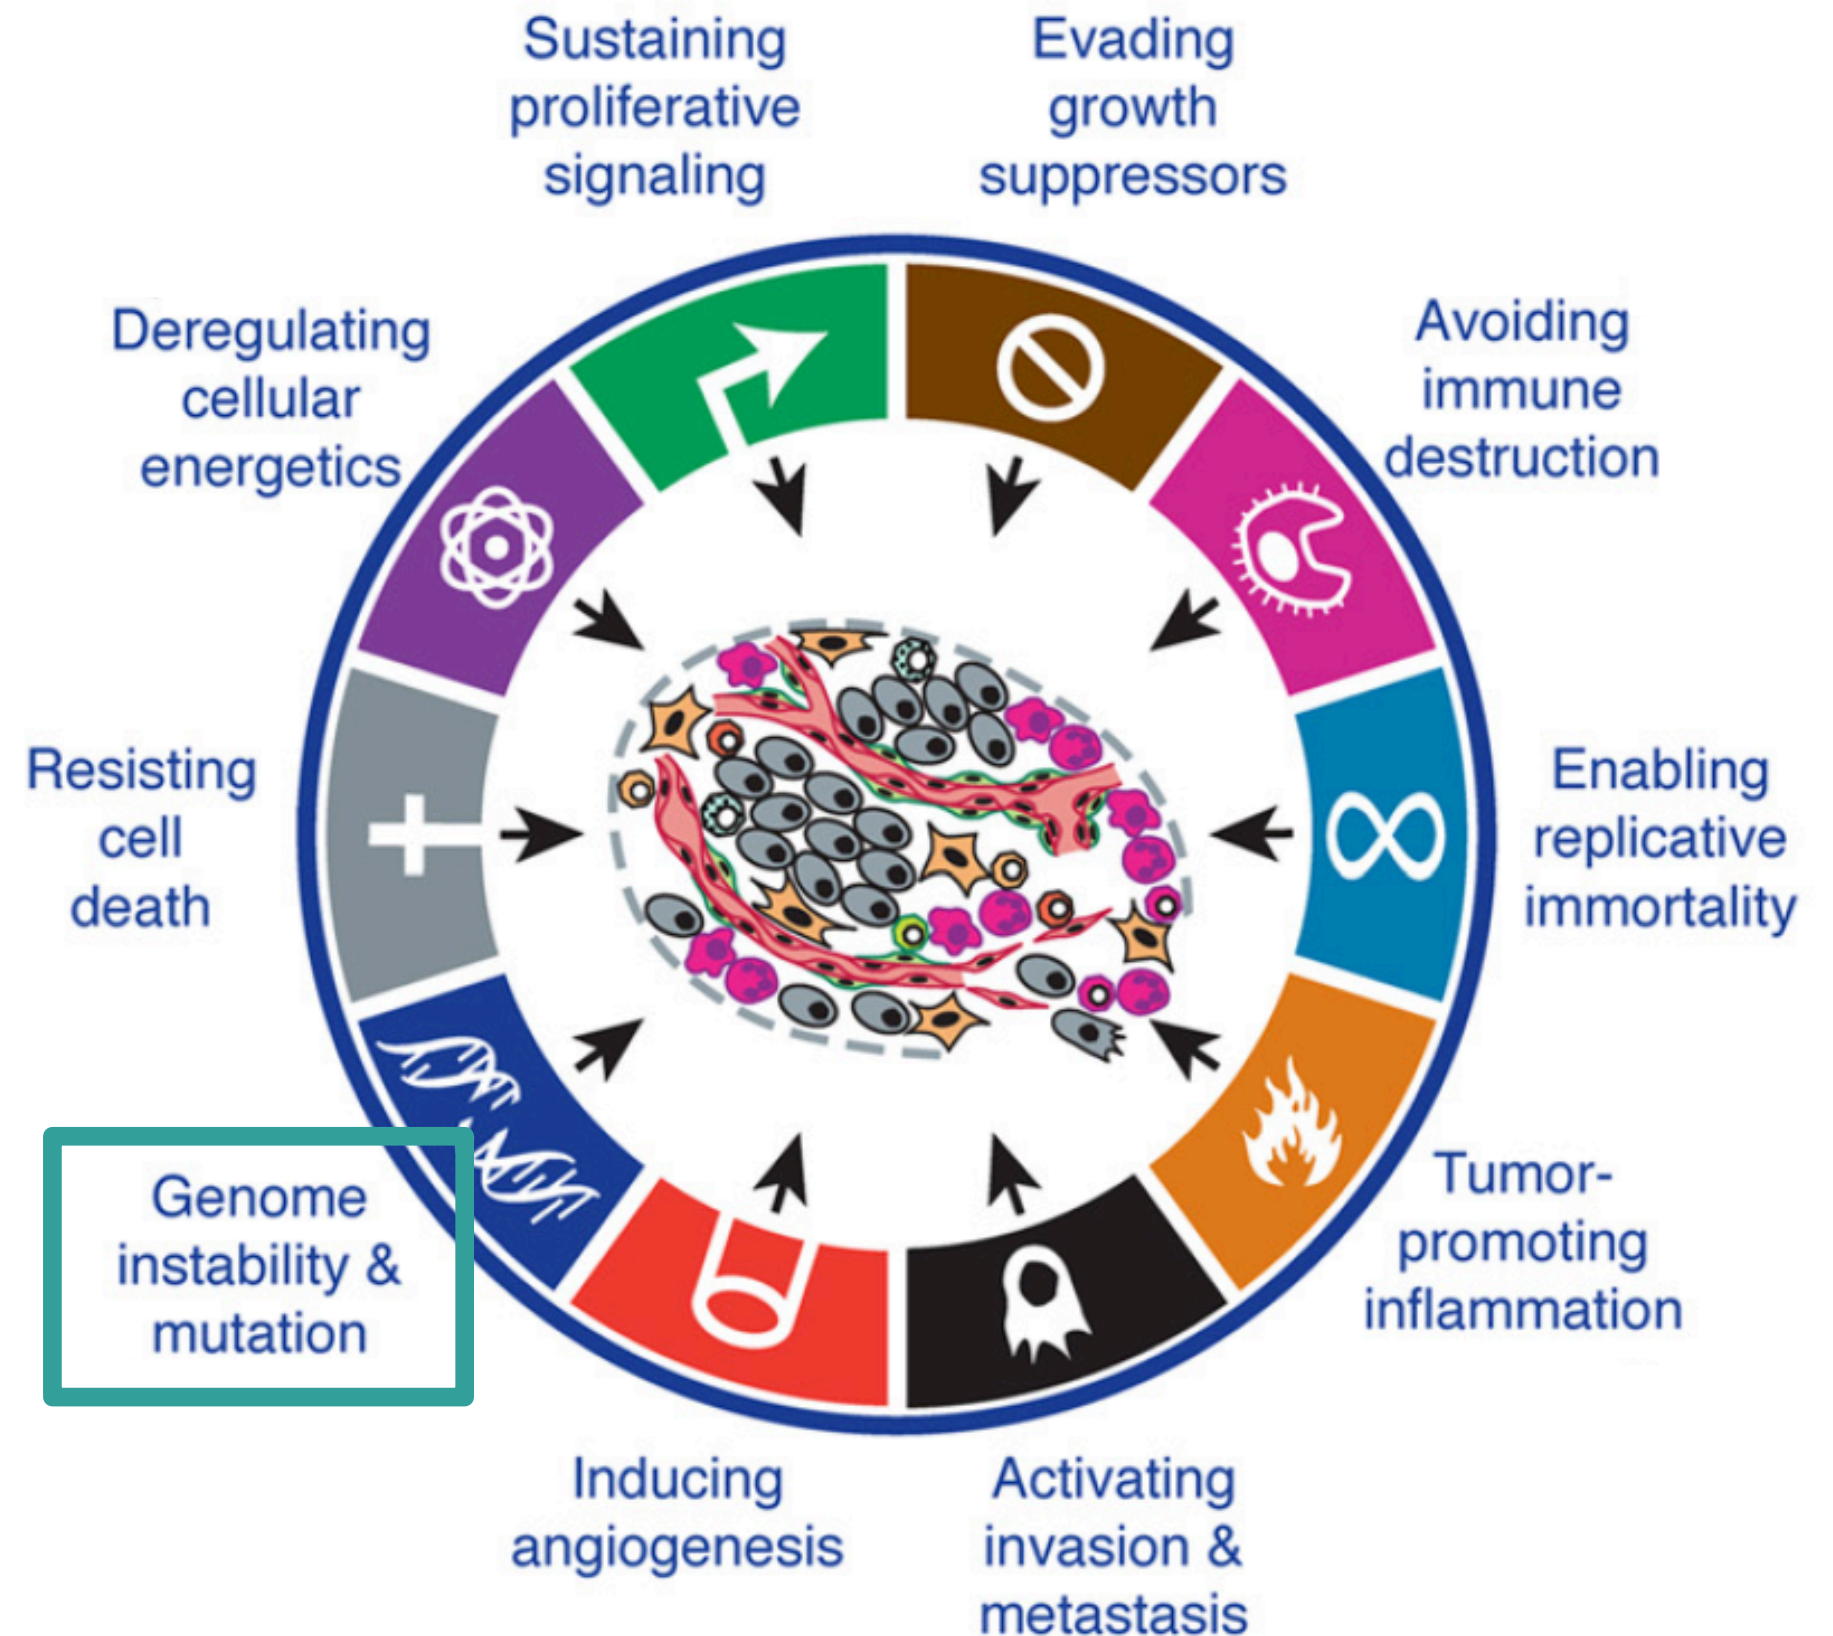 Sustaining
proliferative
signaling
Evading
growth
suppressors
Deregulating
cellular
energetics
Avoiding
immune
destruction
Resisting
cell
death
Enabling
replicative
immortality
Genome
instability &
mutation
Tumor-
promoting
inflammation
Inducing
angiogenesis
Activating
invasion &
metastasis